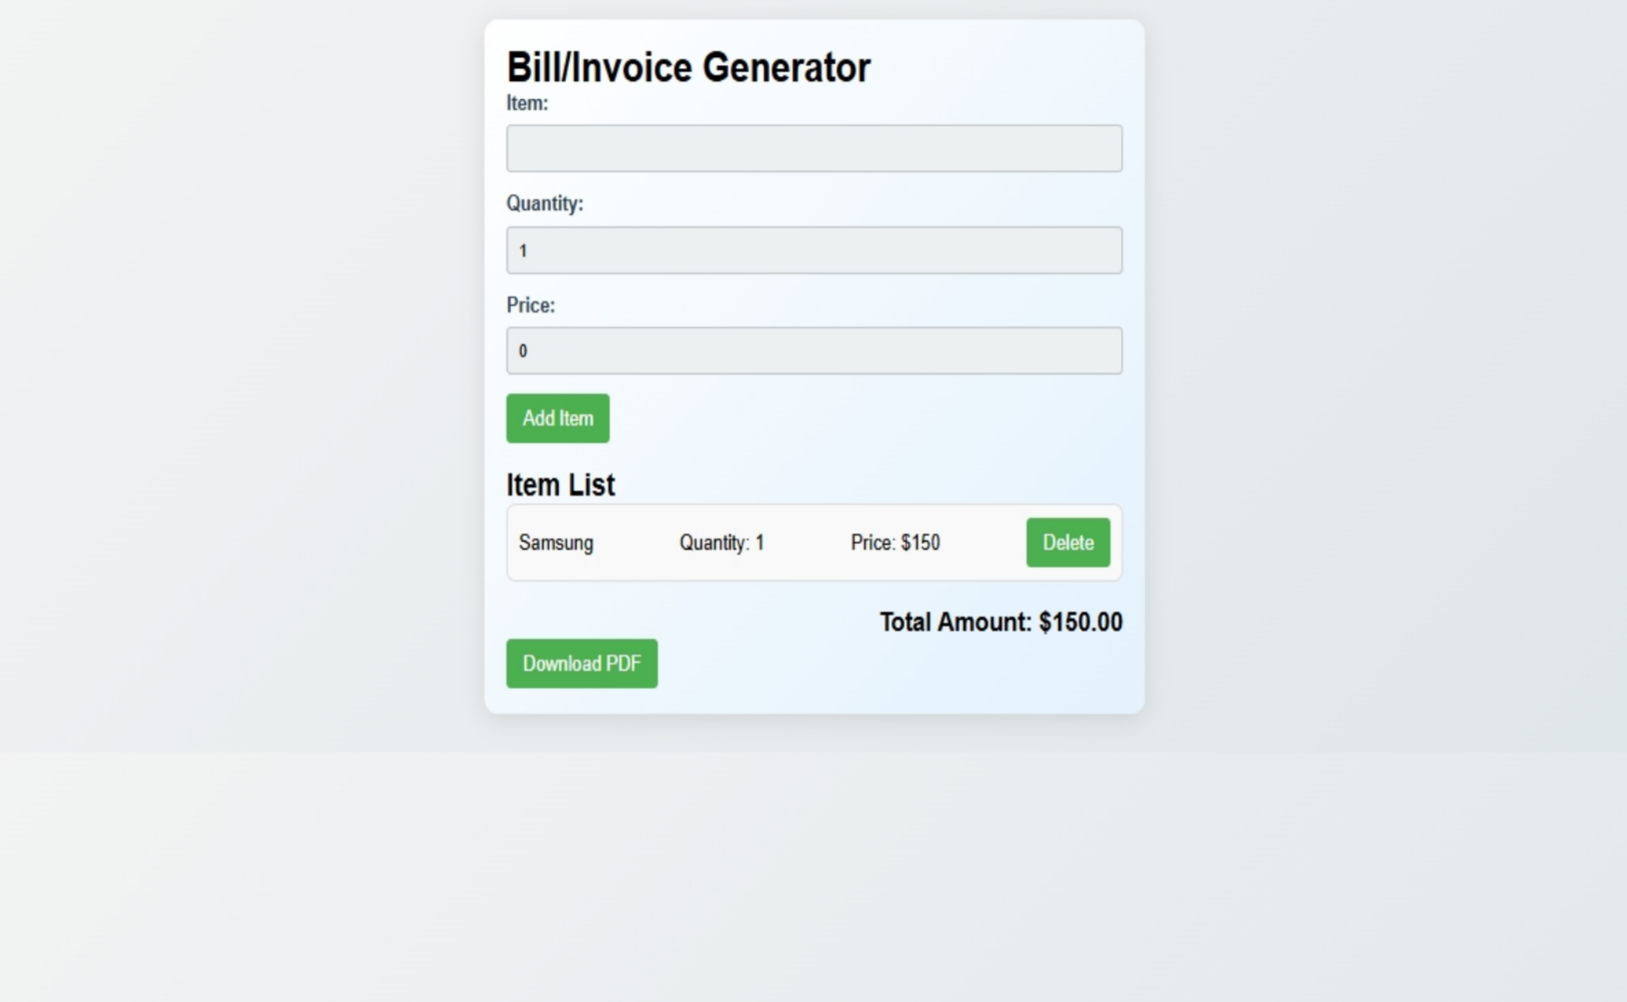 Bill/Invoice Generator
Item:
Quantity:
1
Price:
0
Add Item
Item List
Samsung Quantity: 1 Price: $150 Delete
Total Amount: $150.00
Download PDF